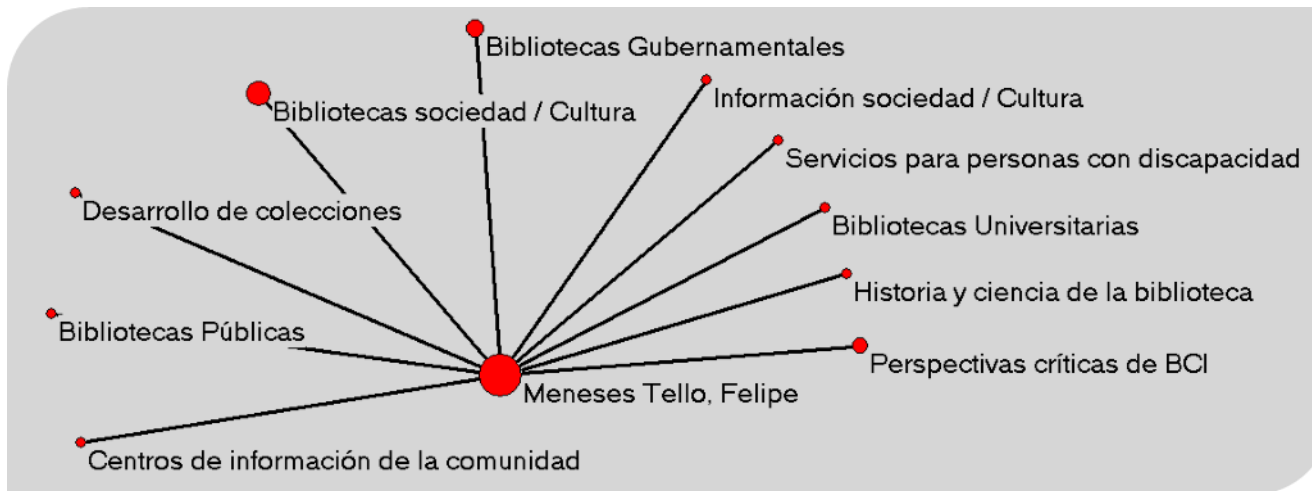 Bibliotecas Gubernamentales
Información sociedad / Cultura
Bibliotecas sociedad / Cultura
Servicios para personas con discapacidad
Desarrollo de colecciones
Bibliotecas Universitarias
Historia y ciencia de la biblioteca
Bibliotecas Públicas
Perspectivas críticas de BCI
Meneses Tello, Felipe
Centros de información de la comunidad